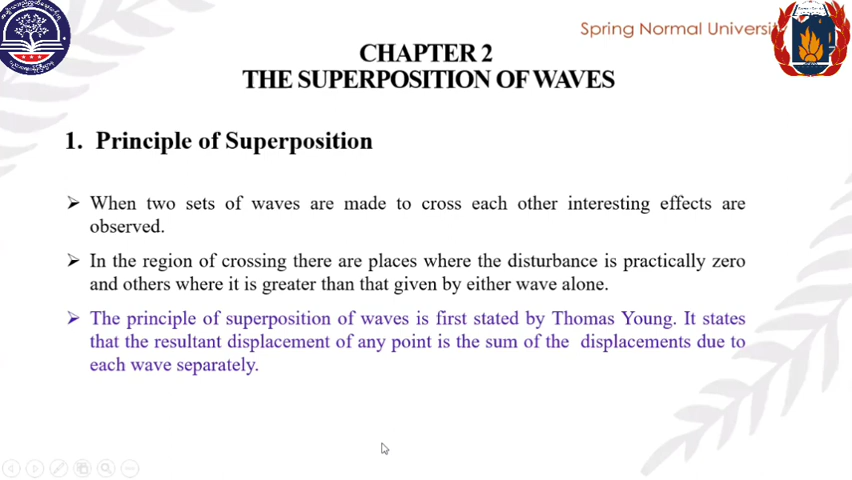 Spring Normal Universi
CHAPTER 2
THE SUPERPOSITION OF WAVES
1. Principle of Superposition
➢ When two sets of waves are made to cross each other interesting effects are
observed.
➢ In the region of crossing there are places where the disturbance is practically zero
and others where it is greater than that given by either wave alone.
➢ The principle of superposition of waves is first stated by Thomas Young. It states
that the resultant displacement of any point is the sum of the displacements due to
each wave separately.